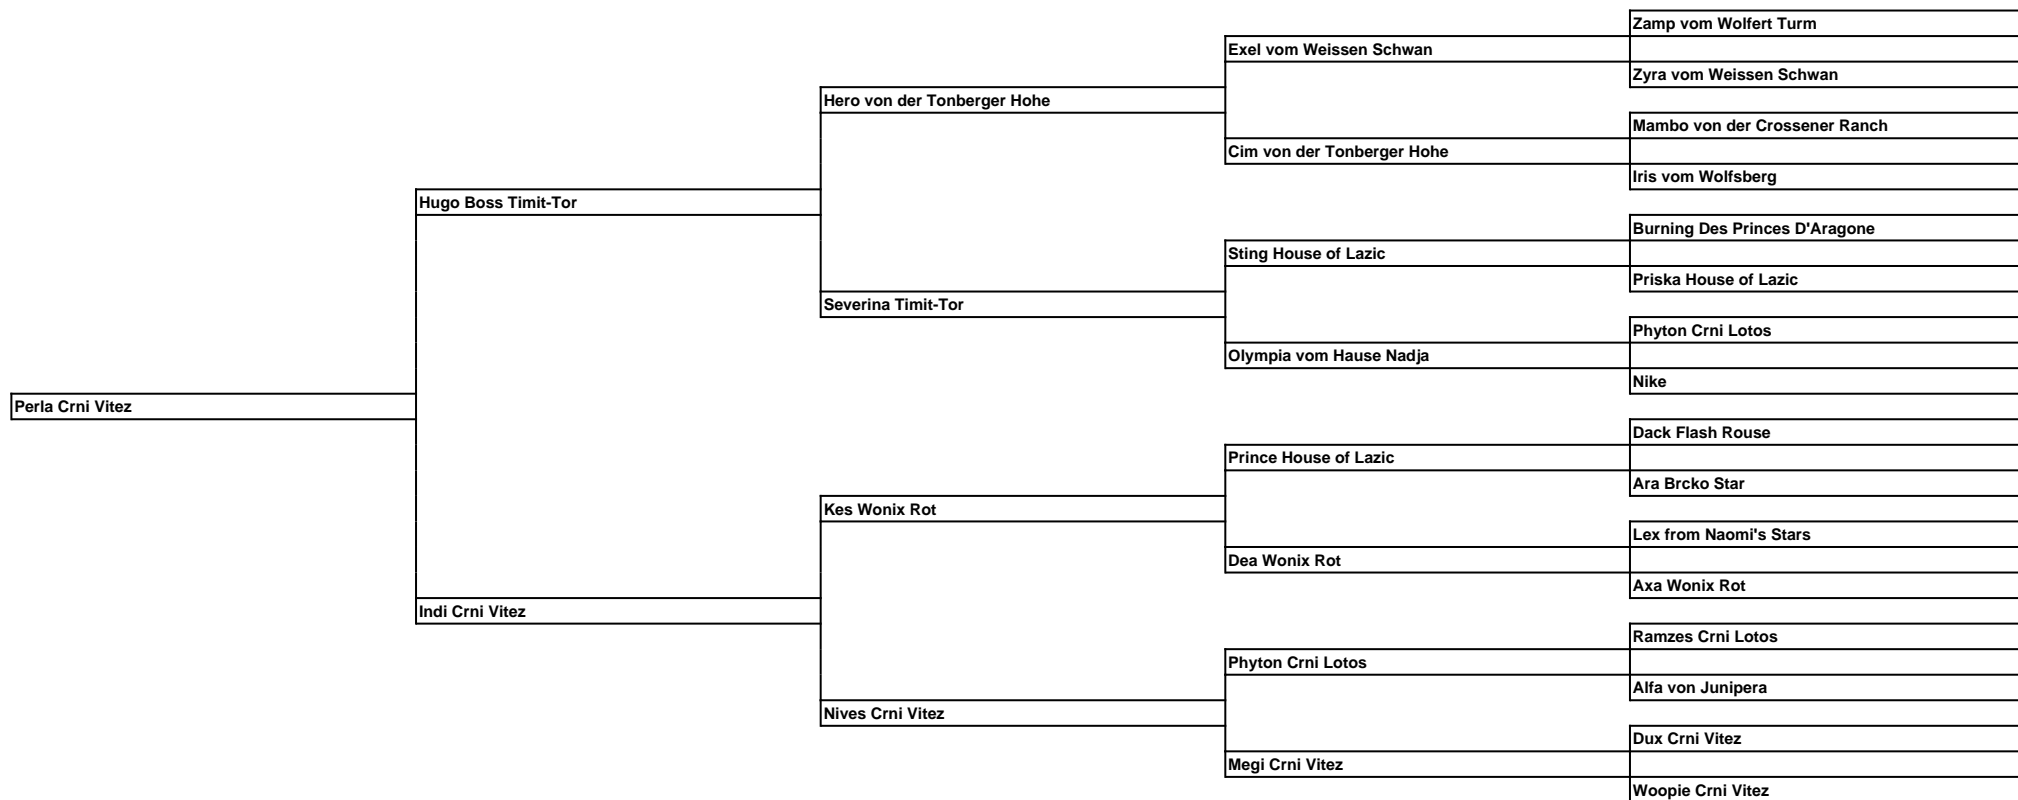 Zamp vom Wolfert Turm
Exel vom Weissen Schwan
Zyra vom Weissen Schwan
Hero von der Tonberger Hohe
Mambo von der Crossener Ranch
Cim von der Tonberger Hohe
Iris vom Wolfsberg
Hugo Boss Timit-Tor
Burning Des Princes D'Aragone
Sting House of Lazic
Priska House of Lazic
Severina Timit-Tor
Phyton Crni Lotos
Olympia vom Hause Nadja
Nike
Perla Crni Vitez
Dack Flash Rouse
Prince House of Lazic
Ara Brcko Star
Kes Wonix Rot
Lex from Naomi's Stars
Dea Wonix Rot
Axa Wonix Rot
Indi Crni Vitez
Ramzes Crni Lotos
Phyton Crni Lotos
Alfa von Junipera
Nives Crni Vitez
Dux Crni Vitez
Megi Crni Vitez
Woopie Crni Vitez